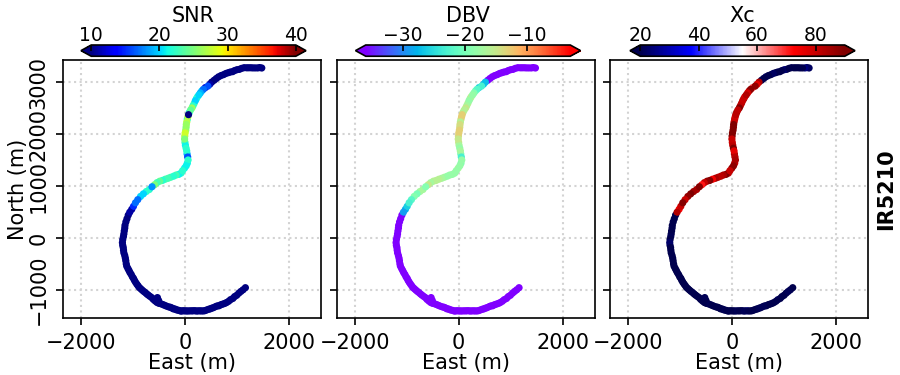 SNR DBV Xc
10 20 30 40 −30 −20 −10 20 40 60 80
North (m)
3000
2000
1000
0
−1000
−2000 0 2000 −2000 0 2000 −2000 0 2000
East (m) East (m) East (m)
IR5210